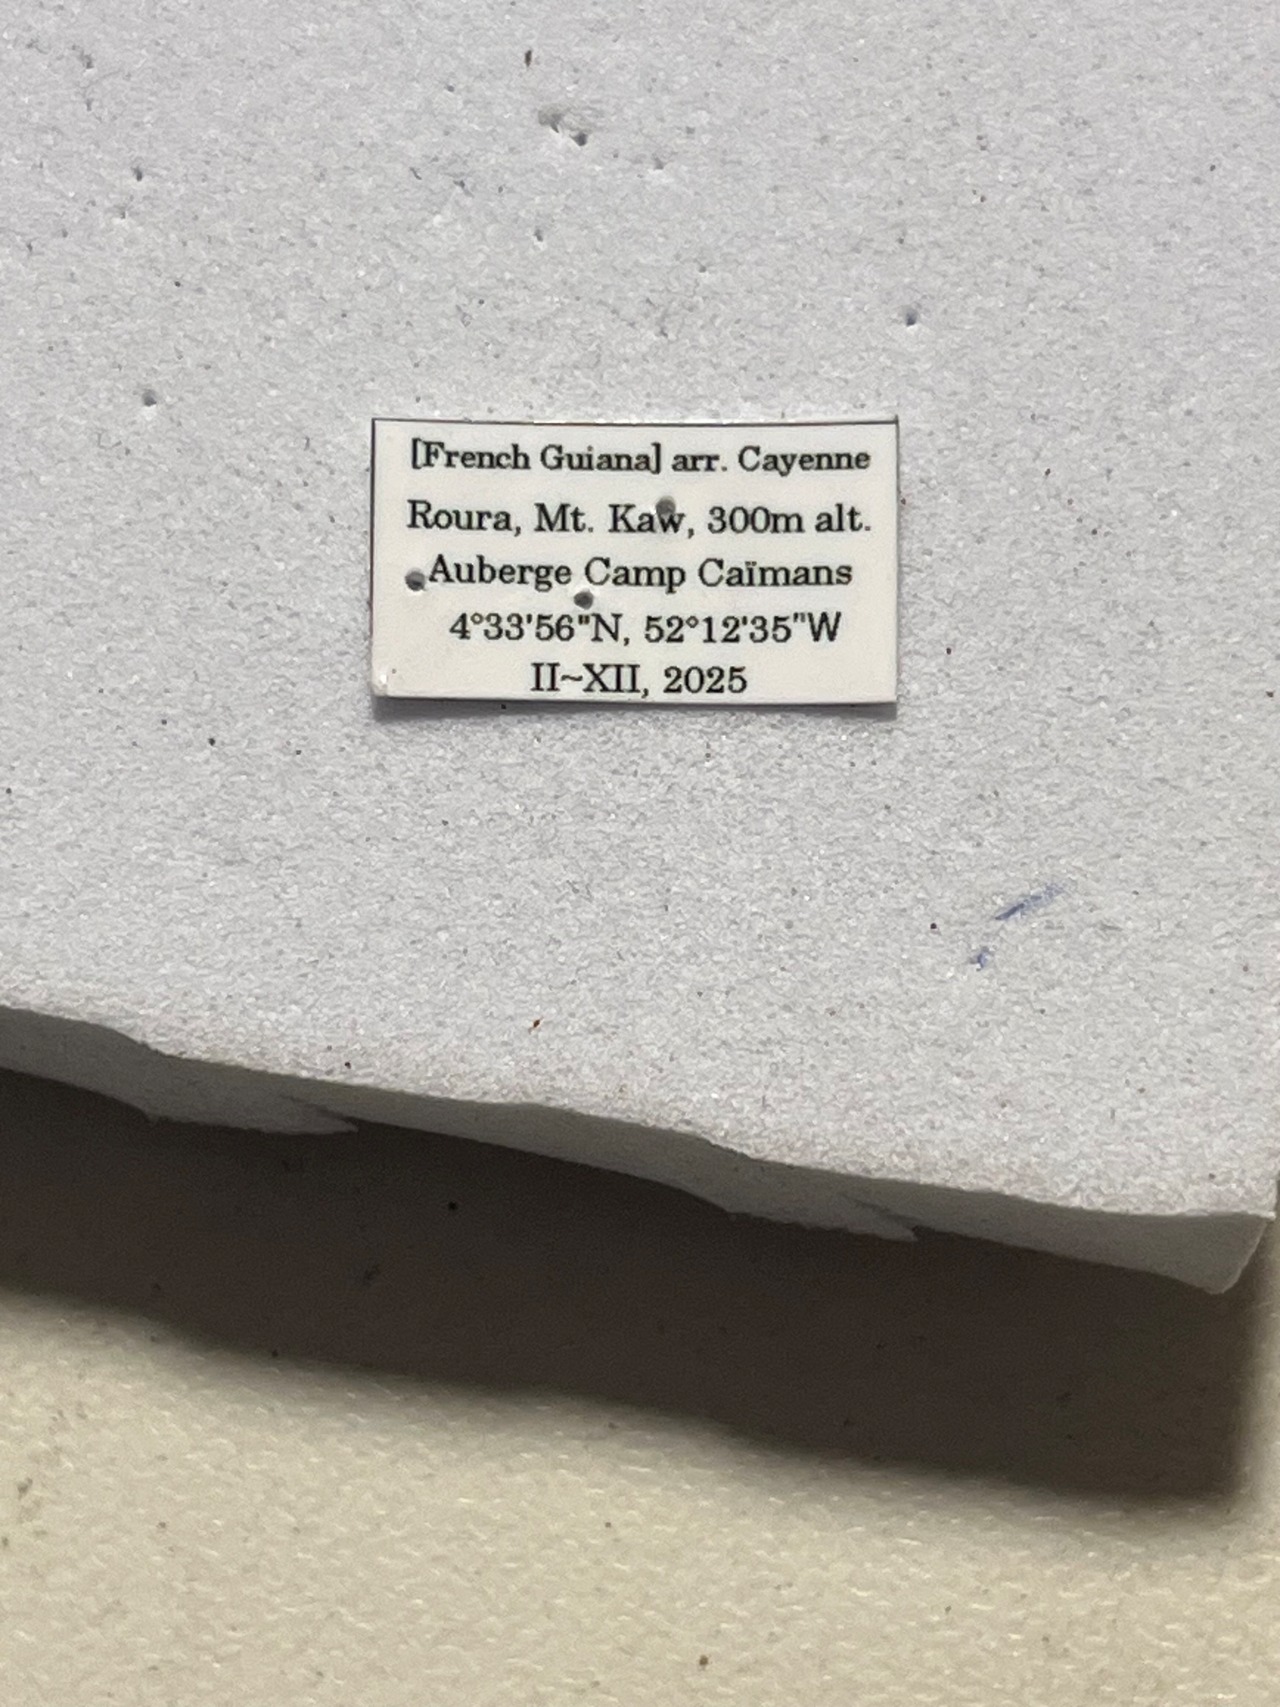 [French Guiana] arr. Cayenne
Roura, Mt. Kaw, 300m alt.
Auberge Camp Caïmans
4°33'56"N, 52°12'35"W
II~XII, 2025